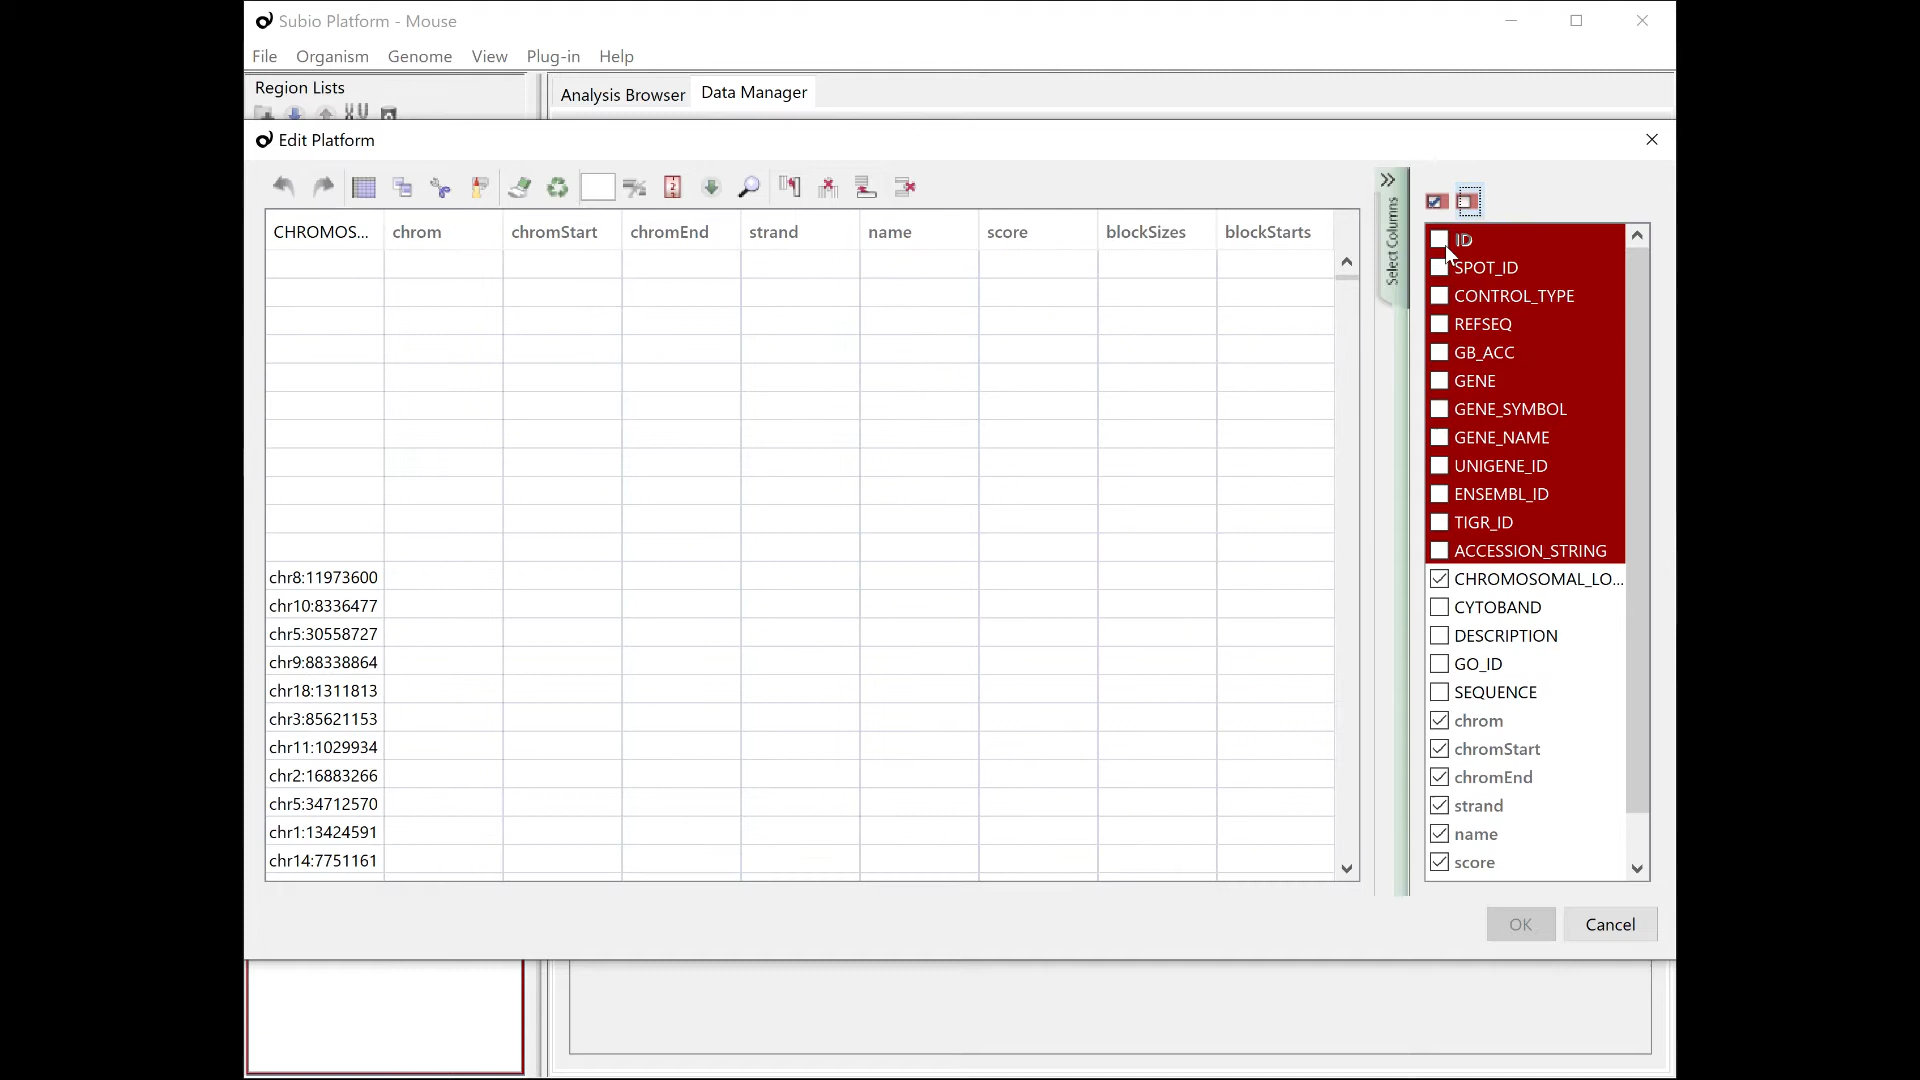 Subio Platform - Mouse
File Organism Genome View Plug-in Help
Region Lists
Analysis Browser Data Manager
Edit Platform
Select Columns
CHROMOS... chrom chromStart chromEnd strand name score blockSizes blockStarts
chr8:11973600
chr10:8336477
chr5:30558727
chr9:88338864
chr18:1311813
chr3:85621153
chr11:1029934
chr2:16883266
chr5:34712570
chr1:13424591
chr14:7751161
ID
SPOT_ID
CONTROL_TYPE
REFSEQ
GB_ACC
GENE
GENE_SYMBOL
GENE_NAME
UNIGENE_ID
ENSEMBL_ID
TIGR_ID
ACCESSION_STRING
CHROMOSOMAL_LO...
CYTOBAND
DESCRIPTION
GO_ID
SEQUENCE
chrom
chromStart
chromEnd
strand
name
score
OK Cancel